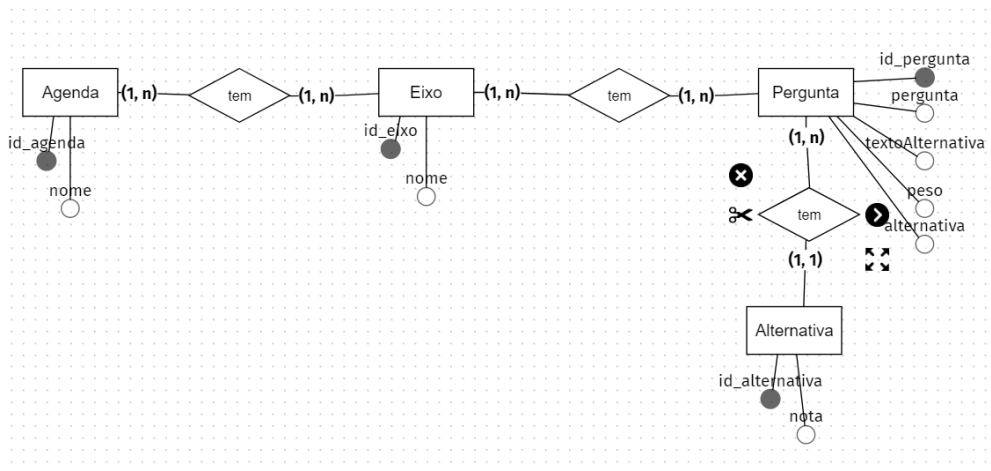 Agenda
(1, n)
tem
(1, n)
Eixo
(1, n)
tem
(1, n)
Pergunta
id_pergunta
pergunta
textoAlternativa
peso
alternativa
id_agenda
nome
id_eixo
nome
(1, n)
tem
(1, 1)
Alternativa
id_alternativa
nota